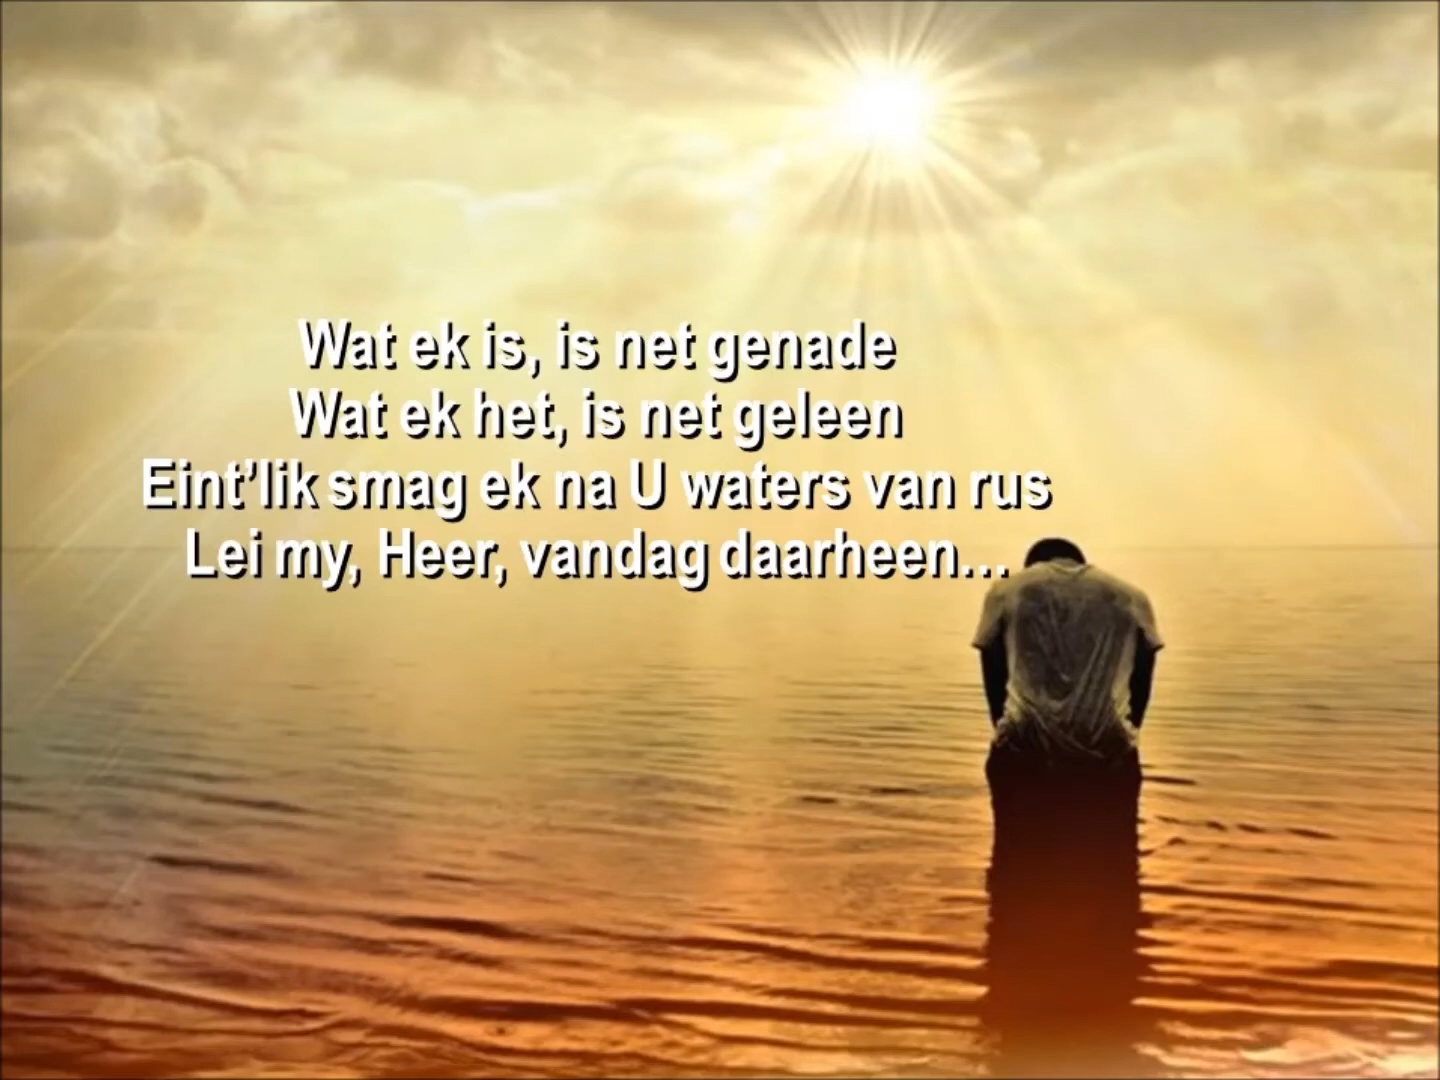 Wat ek is, is net genade
Wat ek het, is net geleen
Eint’lik smag ek na U waters van rus
Lei my, Heer, vandag daarheen…